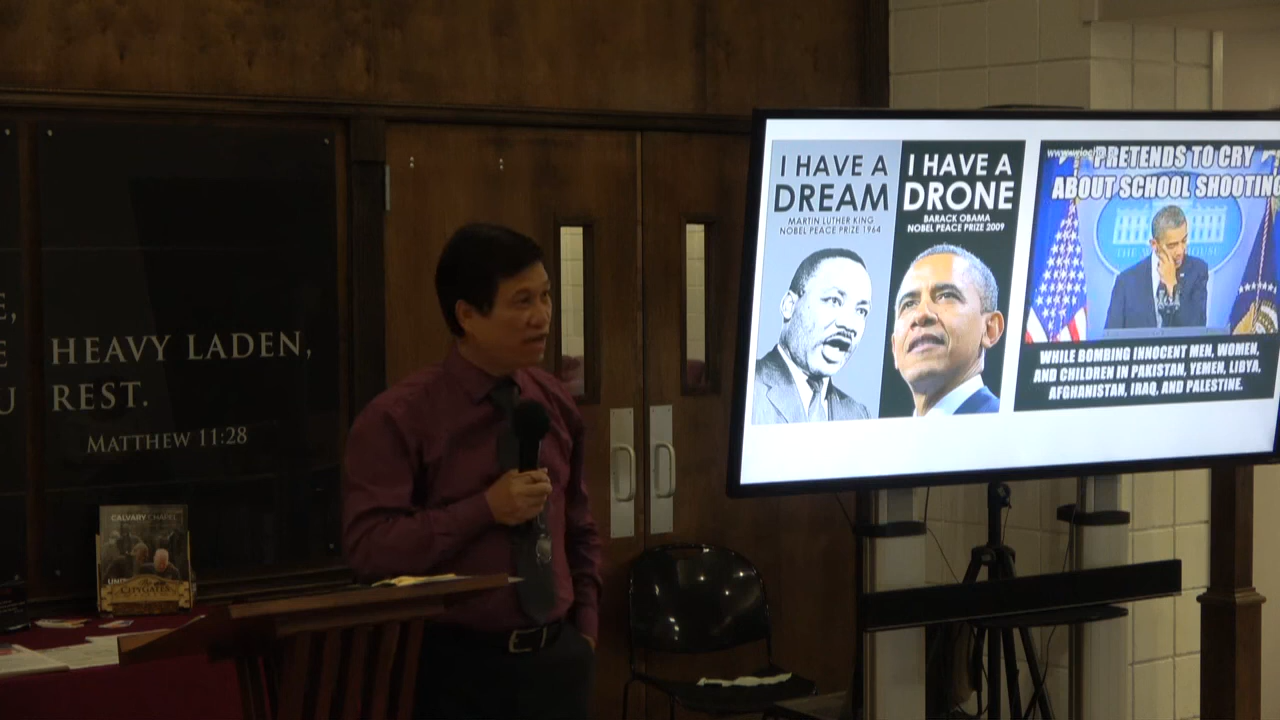 HEAVY LADEN,
REST.
MATTHEW 11:28
CALVARY CHAPEL
CITYGATES
I HAVE A
DREAM
MARTIN LUTHER KING
NOBEL PEACE PRIZE 1964
I HAVE A
DRONE
BARACK OBAMA
NOBEL PEACE PRIZE 2009
PRETENDS TO CRY
ABOUT SCHOOL SHOOTING
WHILE BOMBING INNOCENT MEN, WOMEN,
AND CHILDREN IN PAKISTAN, YEMEN, LIBYA,
AFGHANISTAN, IRAQ, AND PALESTINE.